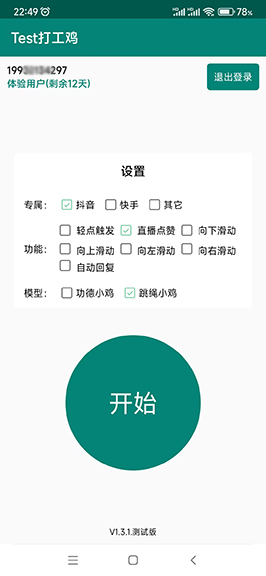 22:49 78%
Test打工鸡
199 297
体验用户(剩余12天)
退出登录
设置
专属： 抖音 快手 其它
轻点触发 直播点赞 向下滑动
功能： 向上滑动 向左滑动 向右滑动
自动回复
模型： 功德小鸡 跳绳小鸡
开始
V1.3.1.测试版